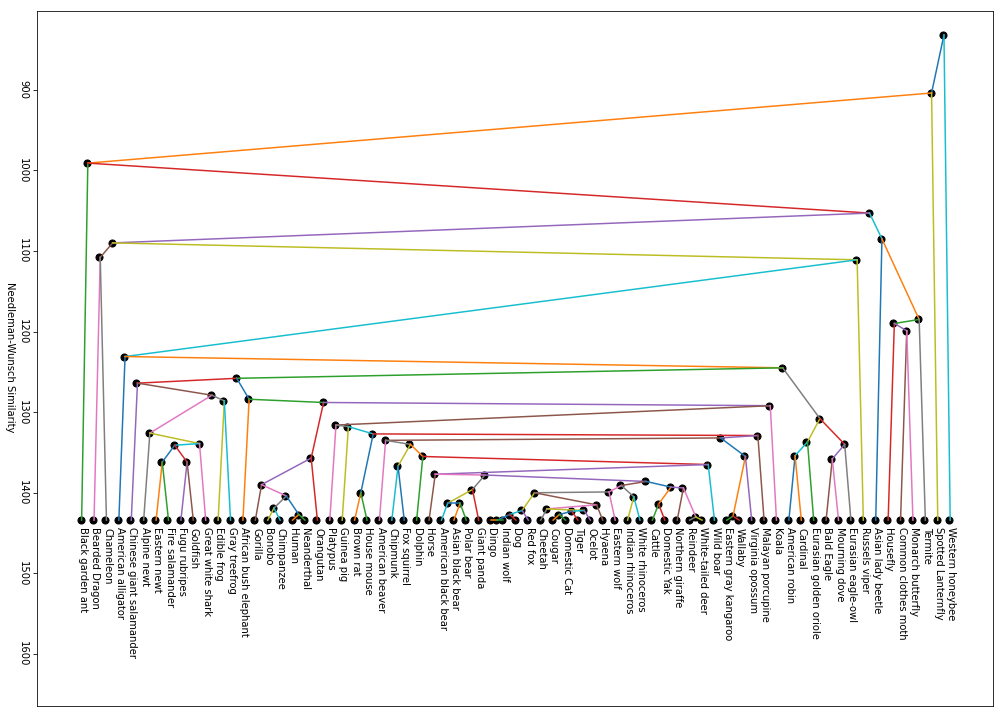 900
1000
1100
1200
1300
1400
1500
1600
Needleman-Wunsch Similarity
Black garden ant
Bearded Dragon
Chameleon
American alligator
Chinese giant salamander
Alpine newt
Eastern newt
Fire salamander
Fugu rubripes
Goldfish
Great white shark
Edible frog
Gray treefrog
African bush elephant
Gorilla
Bonobo
Chimpanzee
Human
Neanderthal
Orangutan
Platypus
Guinea pig
Brown rat
House mouse
American beaver
Chipmunk
Fox squirrel
Dolphin
Horse
American black bear
Asian black bear
Polar bear
Giant panda
Dingo
Indian wolf
Dog
Red fox
Cheetah
Cougar
Domestic Cat
Tiger
Ocelot
Hyaena
Eastern wolf
Indian rhinoceros
White rhinoceros
Cattle
Domestic Yak
Northern giraffe
Reindeer
White-tailed deer
Wild boar
Eastern gray kangaroo
Wallaby
Virginia opossum
Malayan porcupine
Koala
American robin
Cardinal
Eurasian golden oriole
Bald Eagle
Mourning dove
Eurasian eagle-owl
Russels viper
Asian lady beetle
Housefly
Common clothes moth
Monarch butterfly
Termite
Spotted Lanternfly
Western honeybee